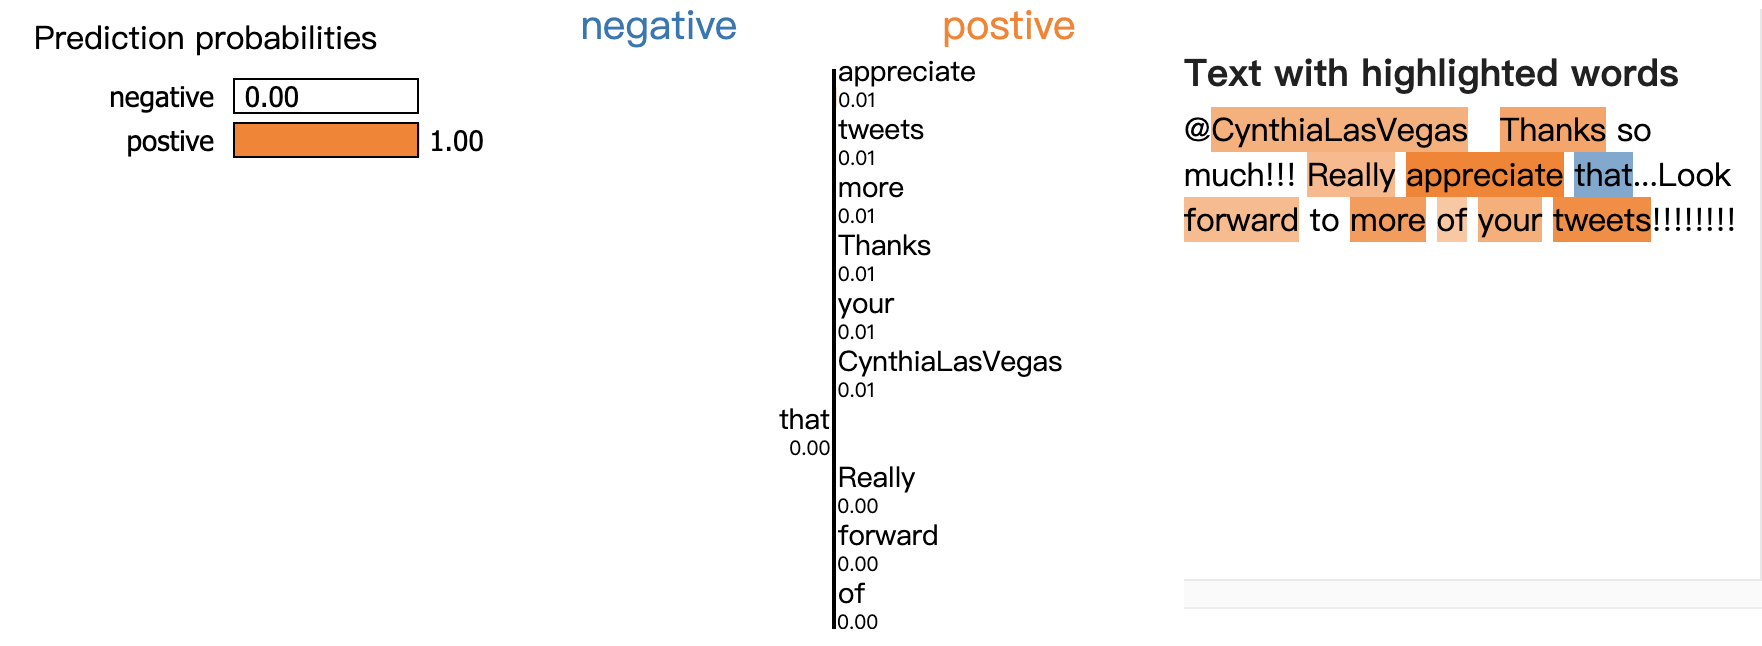 Prediction probabilities
negative 0.00
postive 1.00
negative postive
appreciate
0.01
tweets
0.01
more
0.01
Thanks
0.01
your
0.01
CynthiaLasVegas
0.01
that
0.00
Really
0.00
forward
0.00
of
0.00
Text with highlighted words
@CynthiaLasVegas Thanks so
much!!! Really appreciate that...Look
forward to more of your tweets!!!!!!!!